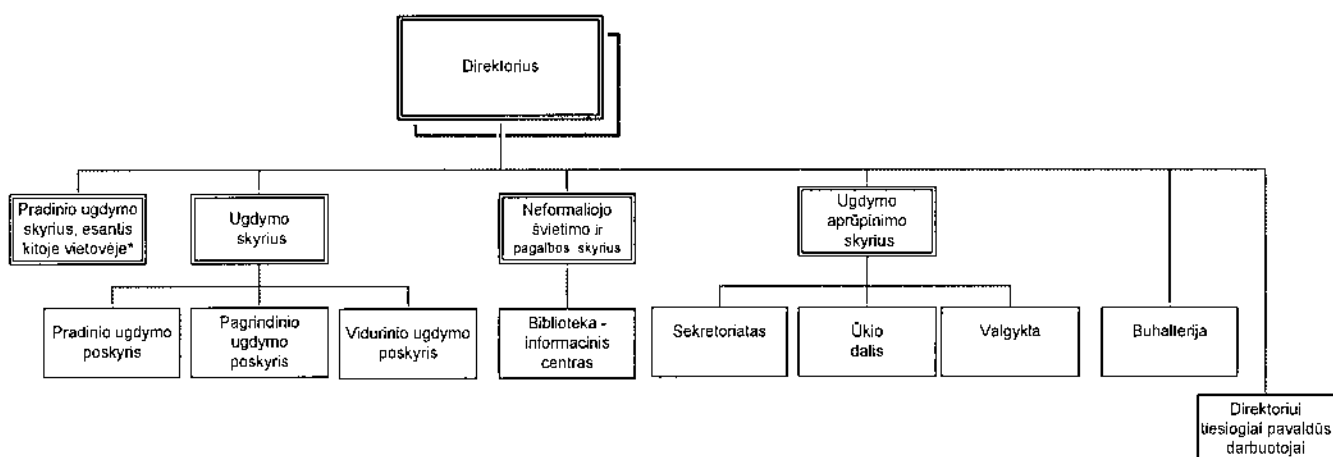 Direktorius
Pradinio ugdymo
skyrius, esantis
kitoje vietovėje*
Ugdymo
skyrius
Neformaliojo
švietimo ir
pagalbos skyrius
Ugdymo
aprūpinimo
skyrius
Pradinio ugdymo
poskyris
Pagrindinio
ugdymo
poskyris
Vidurinio ugdymo
poskyris
Biblioteka -
informacinis
centras
Sekretoriatas
Ūkio
dalis
Valgykla
Buhalterija
Direktoriui
tiesiogiai pavaldūs
darbuotojai